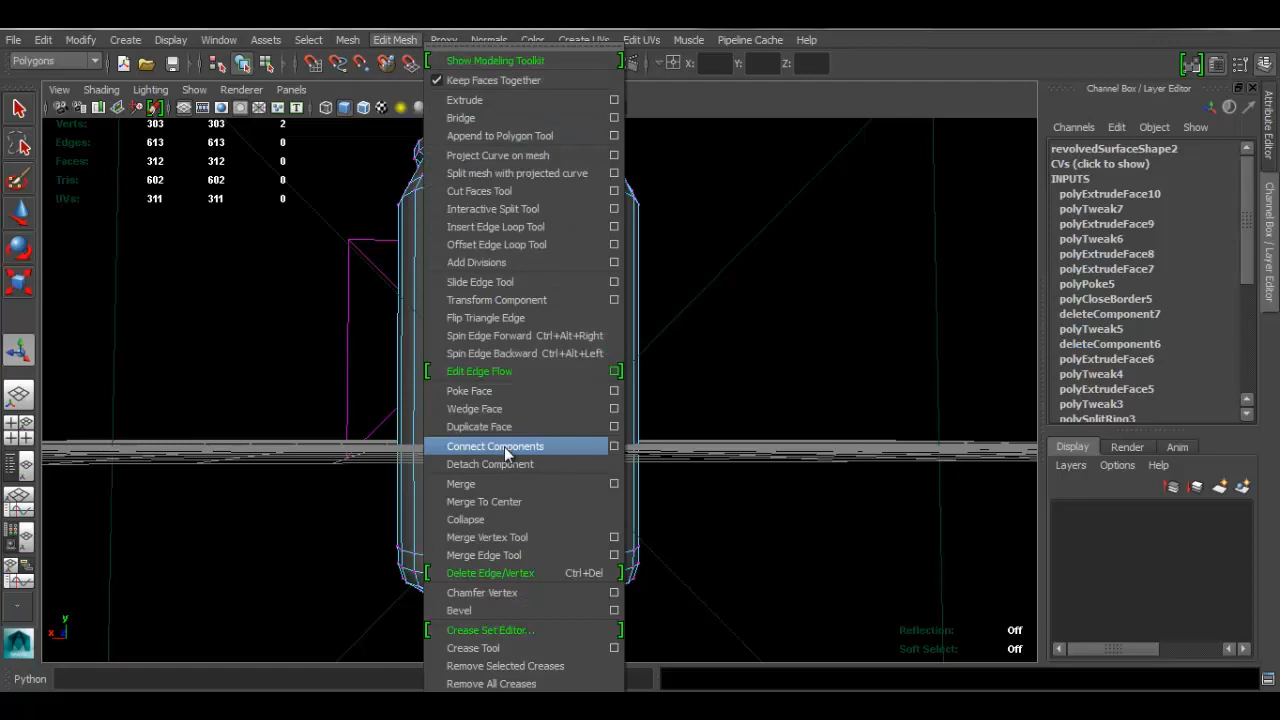 File Edit Modify Create Display Window Assets Select Mesh Edit Mesh Proxy Normals Color Create UVs Edit UVs Muscle Pipeline Cache Help
Polygons X: Y: Z:
View Shading Lighting Show Renderer Panels
Verts: 303 303 2
Edges: 613 613 0
Faces: 312 312 0
Tris: 602 602 0
UVs: 311 311 0
Show Modeling Toolkit
Keep Faces Together
Extrude
Bridge
Append to Polygon Tool
Project Curve on mesh
Split mesh with projected curve
Cut Faces Tool
Interactive Split Tool
Insert Edge Loop Tool
Offset Edge Loop Tool
Add Divisions
Slide Edge Tool
Transform Component
Flip Triangle Edge
Spin Edge Forward Ctrl+Alt+Right
Spin Edge Backward Ctrl+Alt+Left
Edit Edge Flow
Poke Face
Wedge Face
Duplicate Face
Connect Components
Detach Component
Merge
Merge To Center
Collapse
Merge Vertex Tool
Merge Edge Tool
Delete Edge/Vertex Ctrl+Del
Chamfer Vertex
Bevel
Crease Set Editor...
Crease Tool
Remove Selected Creases
Remove All Creases
y
x z
Reflection: Off
Soft Select: Off
Python
Channel Box / Layer Editor
Channels Edit Object Show
revolvedSurfaceShape2
CVs (click to show)
INPUTS
polyExtrudeFace10
polyTweak7
polyExtrudeFace9
polyTweak6
polyExtrudeFace8
polyExtrudeFace7
polyPoke5
polyCloseBorder5
deleteComponent7
polyTweak5
deleteComponent6
polyExtrudeFace6
polyTweak4
polyExtrudeFace5
polyTweak3
polySplitRing3
Display Render Anim
Layers Options Help
Attribute Editor
Channel Box / Layer Editor